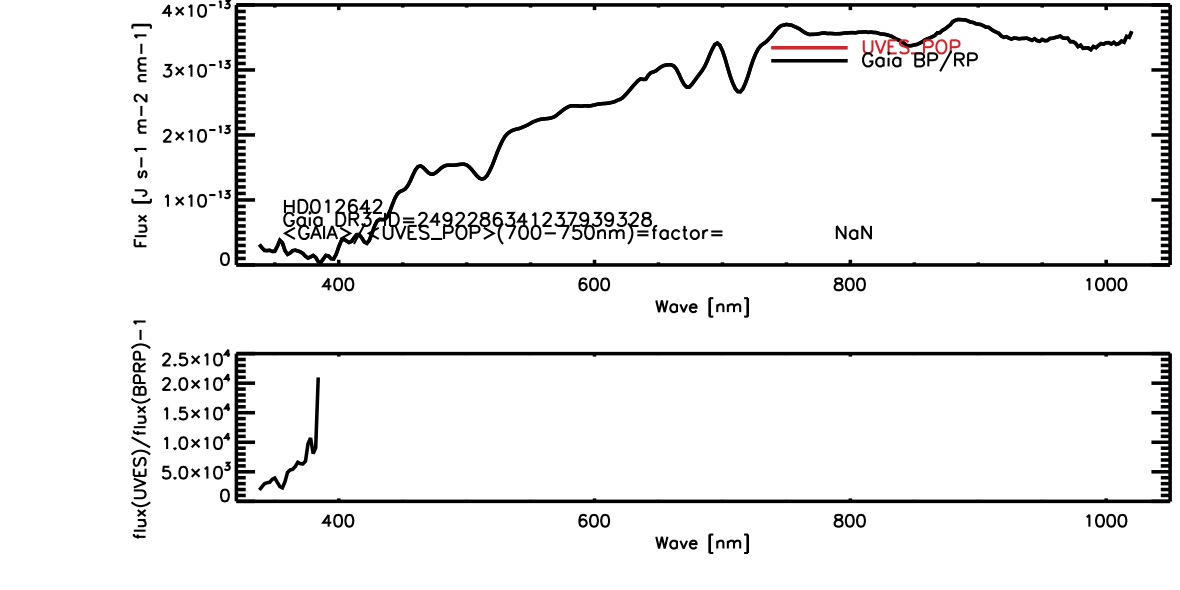 4×10⁻¹³
3×10⁻¹³
2×10⁻¹³
1×10⁻¹³
0
Flux [J s−1 m−2 nm−1]
UVES_POP
Gaia BP/RP
HD012642
Gaia DR3 ID=2492286341237939328
<GAIA>/<UVES_POP>(700−750nm)=factor= NaN
400 600 800 1000
Wave [nm]
2.5×10⁴
2.0×10⁴
1.5×10⁴
1.0×10⁴
5.0×10³
0
flux(UVES)/flux(BPRP)−1
400 600 800 1000
Wave [nm]